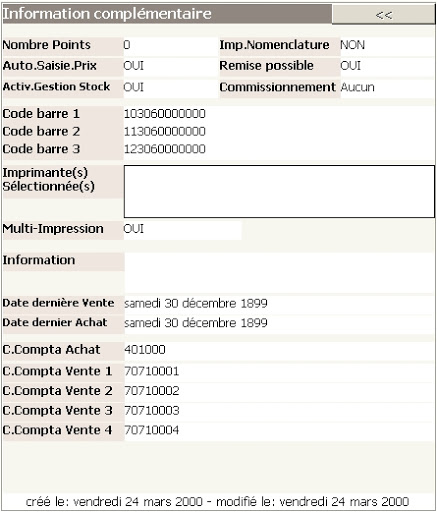 Information complémentaire <<
Nombre Points 0 Imp.Nomenclature NON
Auto.Saisie.Prix OUI Remise possible OUI
Activ.Gestion Stock OUI Commissionnement Aucun
Code barre 1 103060000000
Code barre 2 113060000000
Code barre 3 123060000000
Imprimante(s)
Sélectionnée(s)
Multi-Impression OUI
Information
Date dernière Vente samedi 30 décembre 1899
Date dernier Achat samedi 30 décembre 1899
C.Compta Achat 401000
C.Compta Vente 1 70710001
C.Compta Vente 2 70710002
C.Compta Vente 3 70710003
C.Compta Vente 4 70710004
créé le: vendredi 24 mars 2000 - modifié le: vendredi 24 mars 2000